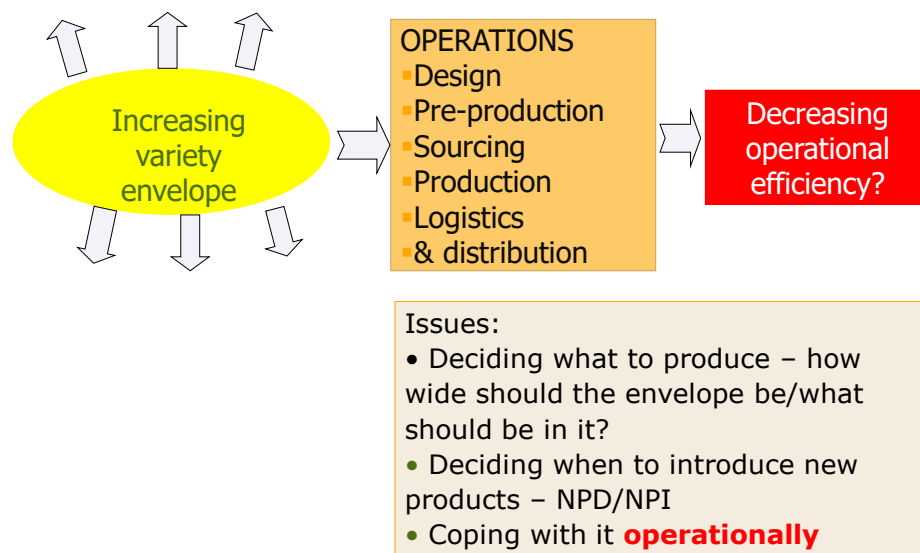 Increasing
variety
envelope
OPERATIONS
▪Design
▪Pre-production
▪Sourcing
▪Production
▪Logistics
▪& distribution
Decreasing
operational
efficiency?
Issues:
• Deciding what to produce – how
wide should the envelope be/what
should be in it?
• Deciding when to introduce new
products – NPD/NPI
• Coping with it operationally